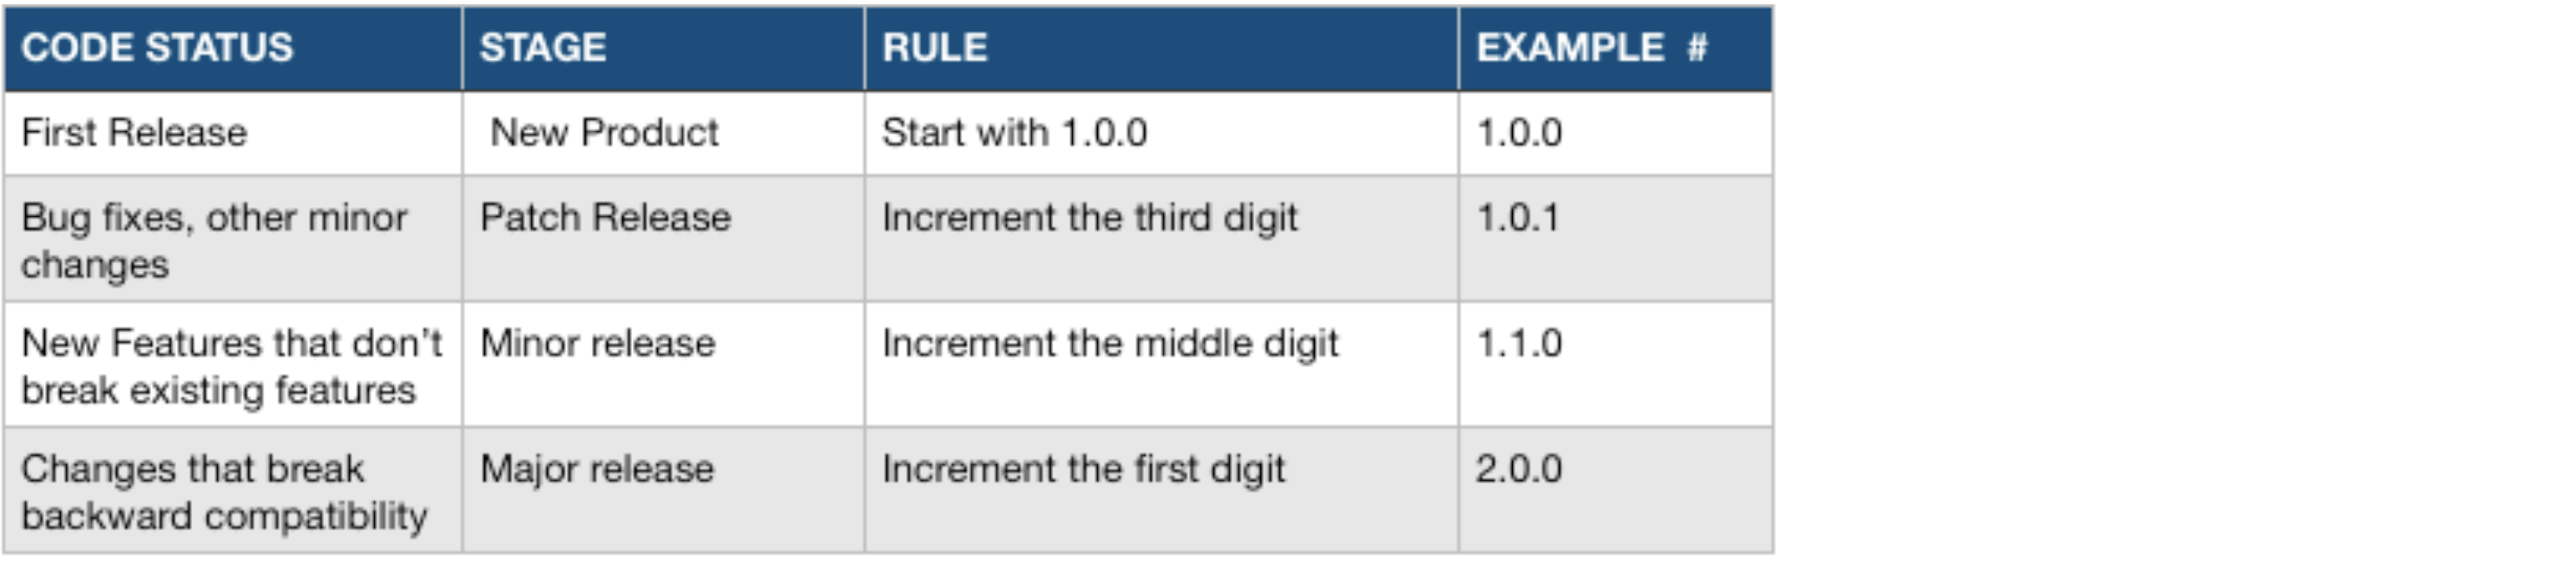 CODE STATUS STAGE RULE EXAMPLE #
First Release New Product Start with 1.0.0 1.0.0
Bug fixes, other minor Patch Release Increment the third digit 1.0.1
changes
New Features that don't Minor release Increment the middle digit 1.1.0
break existing features
Changes that break Major release Increment the first digit 2.0.0
backward compatibility